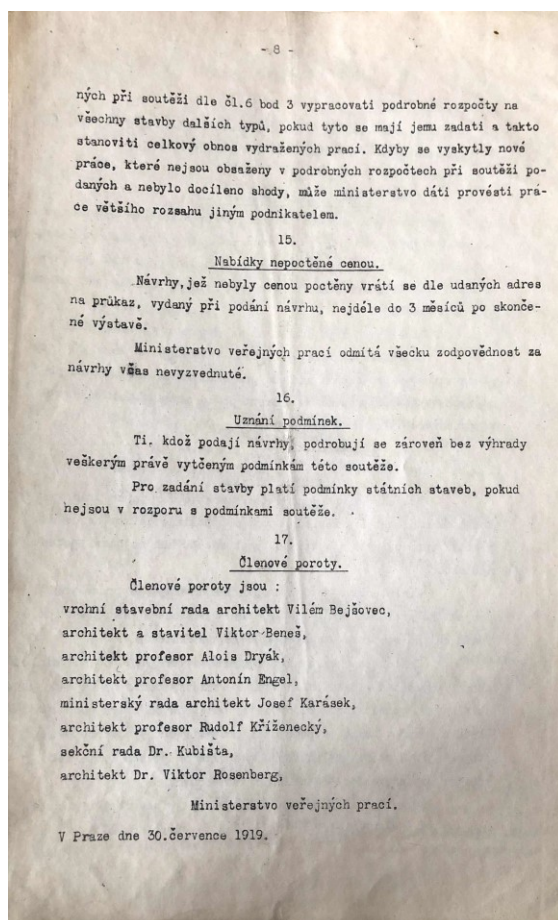 - 8 -
ných při soutěži dle čl.6 bod 3 vypracovati podrobné rozpočty na
všechny stavby dalších typů, pokud tyto se mají jemu zadati a takto
stanoviti celkový obnos vydražených prací. Kdyby se vyskytly nové
práce, které nejsou obsaženy v podrobných rozpočtech při soutěži po-
daných a nebylo docíleno shody, může ministerstvo dáti provésti prá-
ce většího rozsahu jiným podnikatelem.
15.
Nabídky nepoctěné cenou.
Návrhy,jež nebyly cenou poctěny vrátí se dle udaných adres
na průkaz, vydaný při podání návrhu, nejdéle do 3 měsíců po skonče-
né výstavě.
Ministerstvo veřejných prací odmítá všecku zodpovědnost za
návrhy včas nevyzvednuté.
16.
Uznání podmínek.
Ti. kdož podají návrhy, podrobují se zároveň bez výhrady
veškerým právě vytčeným podmínkám této soutěže.
Pro zadání stavby platí podmínky státních staveb, pokud
nejsou v rozporu s podmínkami soutěže.
17.
Členové poroty.
Členové poroty jsou :
vrchní stavební rada architekt Vilém Bejšovec,
architekt a stavitel Viktor Beneš,
architekt profesor Alois Dryák,
architekt profesor Antonín Engel,
ministerský rada architekt Josef Karásek,
architekt profesor Rudolf Kříženecký,
sekční rada Dr. Kubišta,
architekt Dr. Viktor Rosenberg,
Ministerstvo veřejných prací.
V Praze dne 30.července 1919.